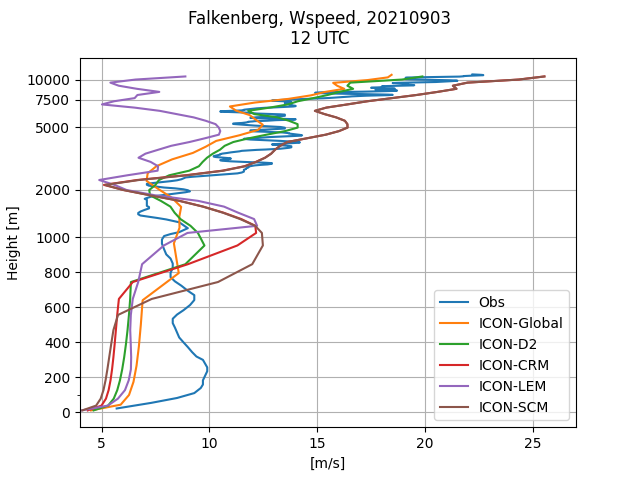 Falkenberg, Wspeed, 20210903
12 UTC
10000
7500
5000
2000
1000
800
600
400
200
0
Height [m]
5 10 15 20 25
[m/s]
Obs
ICON-Global
ICON-D2
ICON-CRM
ICON-LEM
ICON-SCM